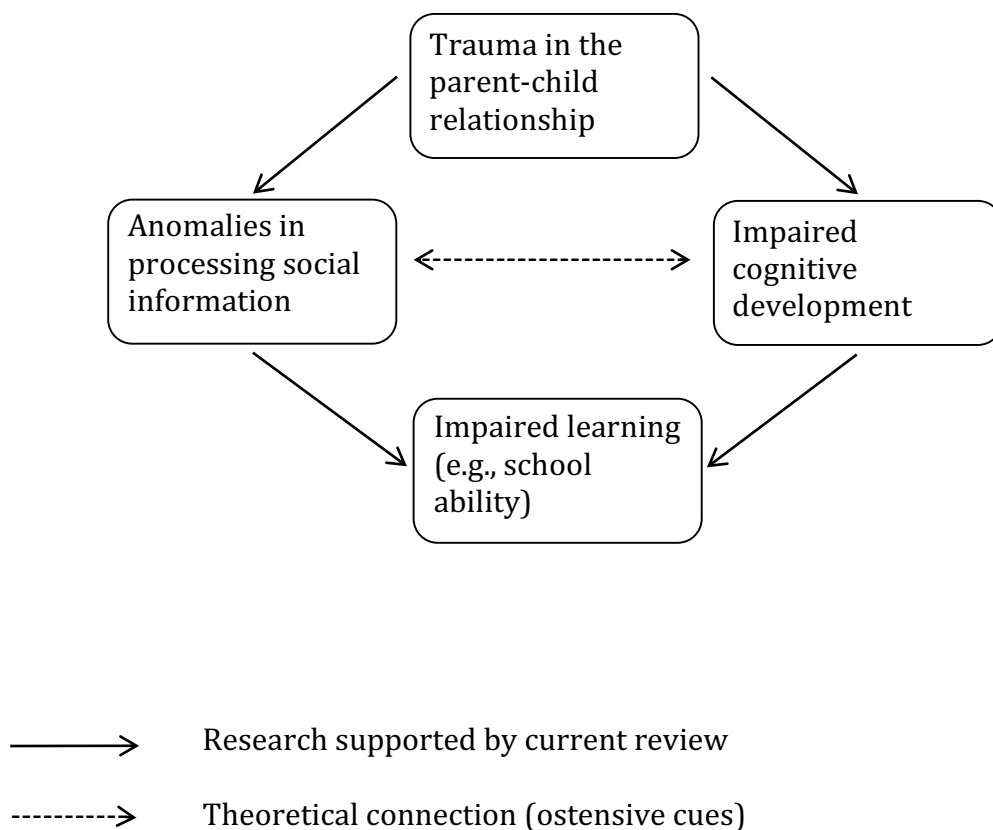 Trauma in the
parent-child
relationship
Anomalies in
processing social
information
Impaired
cognitive
development
Impaired learning
(e.g., school
ability)
Research supported by current review
Theoretical connection (ostensive cues)